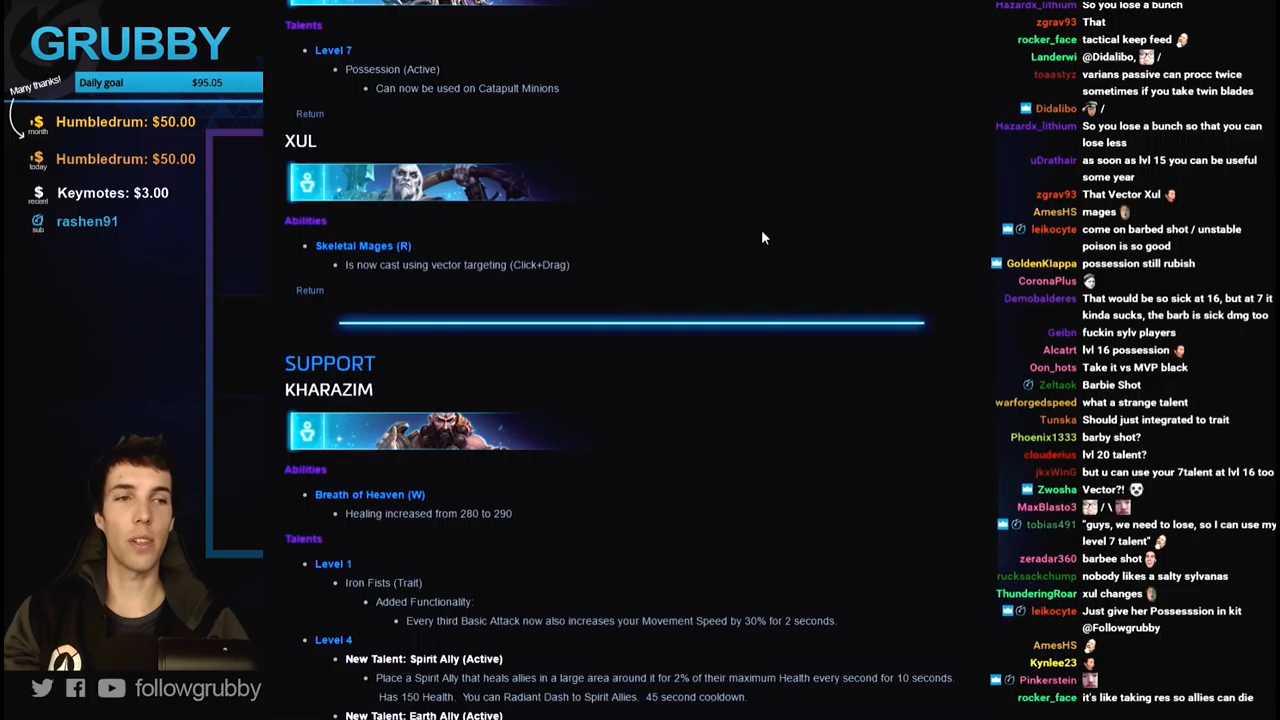 GRUBBY
Many thanks!
Daily goal $95.05
month Humbledrum: $50.00
today Humbledrum: $50.00
recent Keymotes: $3.00
sub rashen91
followgrubby
Talents
Level 7
Possession (Active)
Can now be used on Catapult Minions
Return
XUL
Abilities
Skeletal Mages (R)
Is now cast using vector targeting (Click+Drag)
Return
SUPPORT
KHARAZIM
Abilities
Breath of Heaven (W)
Healing increased from 280 to 290
Talents
Level 1
Iron Fists (Trait)
Added Functionality:
Every third Basic Attack now also increases your Movement Speed by 30% for 2 seconds.
Level 4
New Talent: Spirit Ally (Active)
Place a Spirit Ally that heals allies in a large area around it for 2% of their maximum Health every second for 10 seconds.
Has 150 Health. You can Radiant Dash to Spirit Allies. 45 second cooldown.
New Talent: Earth Ally (Active)
Hazardx_lithium So you lose a bunch
zgrav93 That
rocker_face tactical keep feed
Landerwi @Didalibo, /
toaastyz varians passive can procc twice
sometimes if you take twin blades
Didalibo /
Hazardx_lithium So you lose a bunch so that you can
lose less
uDrathair as soon as lvl 15 you can be useful
some year
zgrav93 That Vector Xul
AmesHS mages
leikocyte come on barbed shot / unstable
poison is so good
GoldenKlappa possession still rubish
CoronaPlus
Demobalderes That would be so sick at 16, but at 7 it
kinda sucks, the barb is sick dmg too
Geibn fuckin sylv players
Alcatrt lvl 16 possession
Oon_hots Take it vs MVP black
Zeltaok Barbie Shot
warforgedspeed what a strange talent
Tunska Should just integrated to trait
Phoenix1333 barby shot?
clouderius lvl 20 talent?
jkxWinG but u can use your 7talent at lvl 16 too
Zwosha Vector?!
MaxBlasto3 / \
tobias491 "guys, we need to lose, so I can use my
level 7 talent"
zeradar360 barbee shot
rucksackchump nobody likes a salty sylvanas
ThunderingRoar xul changes
leikocyte Just give her Possesssion in kit
@Followgrubby
AmesHS
Kynlee23
Pinkerstein
rocker_face it's like taking res so allies can die